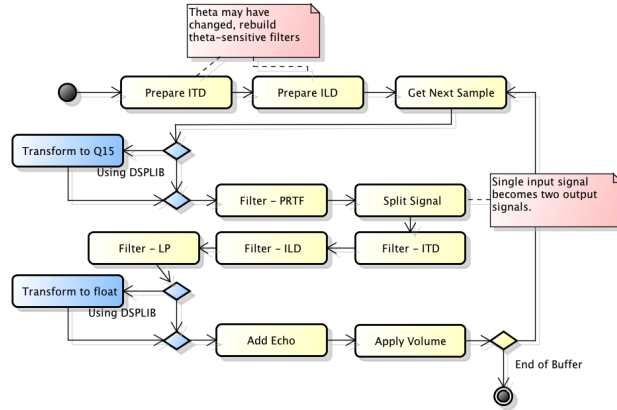 Theta may have
changed, rebuild
theta-sensitive filters
Prepare ITD
Prepare ILD
Get Next Sample
Transform to Q15
Using DSPLIB
Filter - PRTF
Split Signal
Single input signal
becomes two output
signals.
Filter - LP
Filter - ILD
Filter - ITD
Transform to float
Using DSPLIB
Add Echo
Apply Volume
End of Buffer